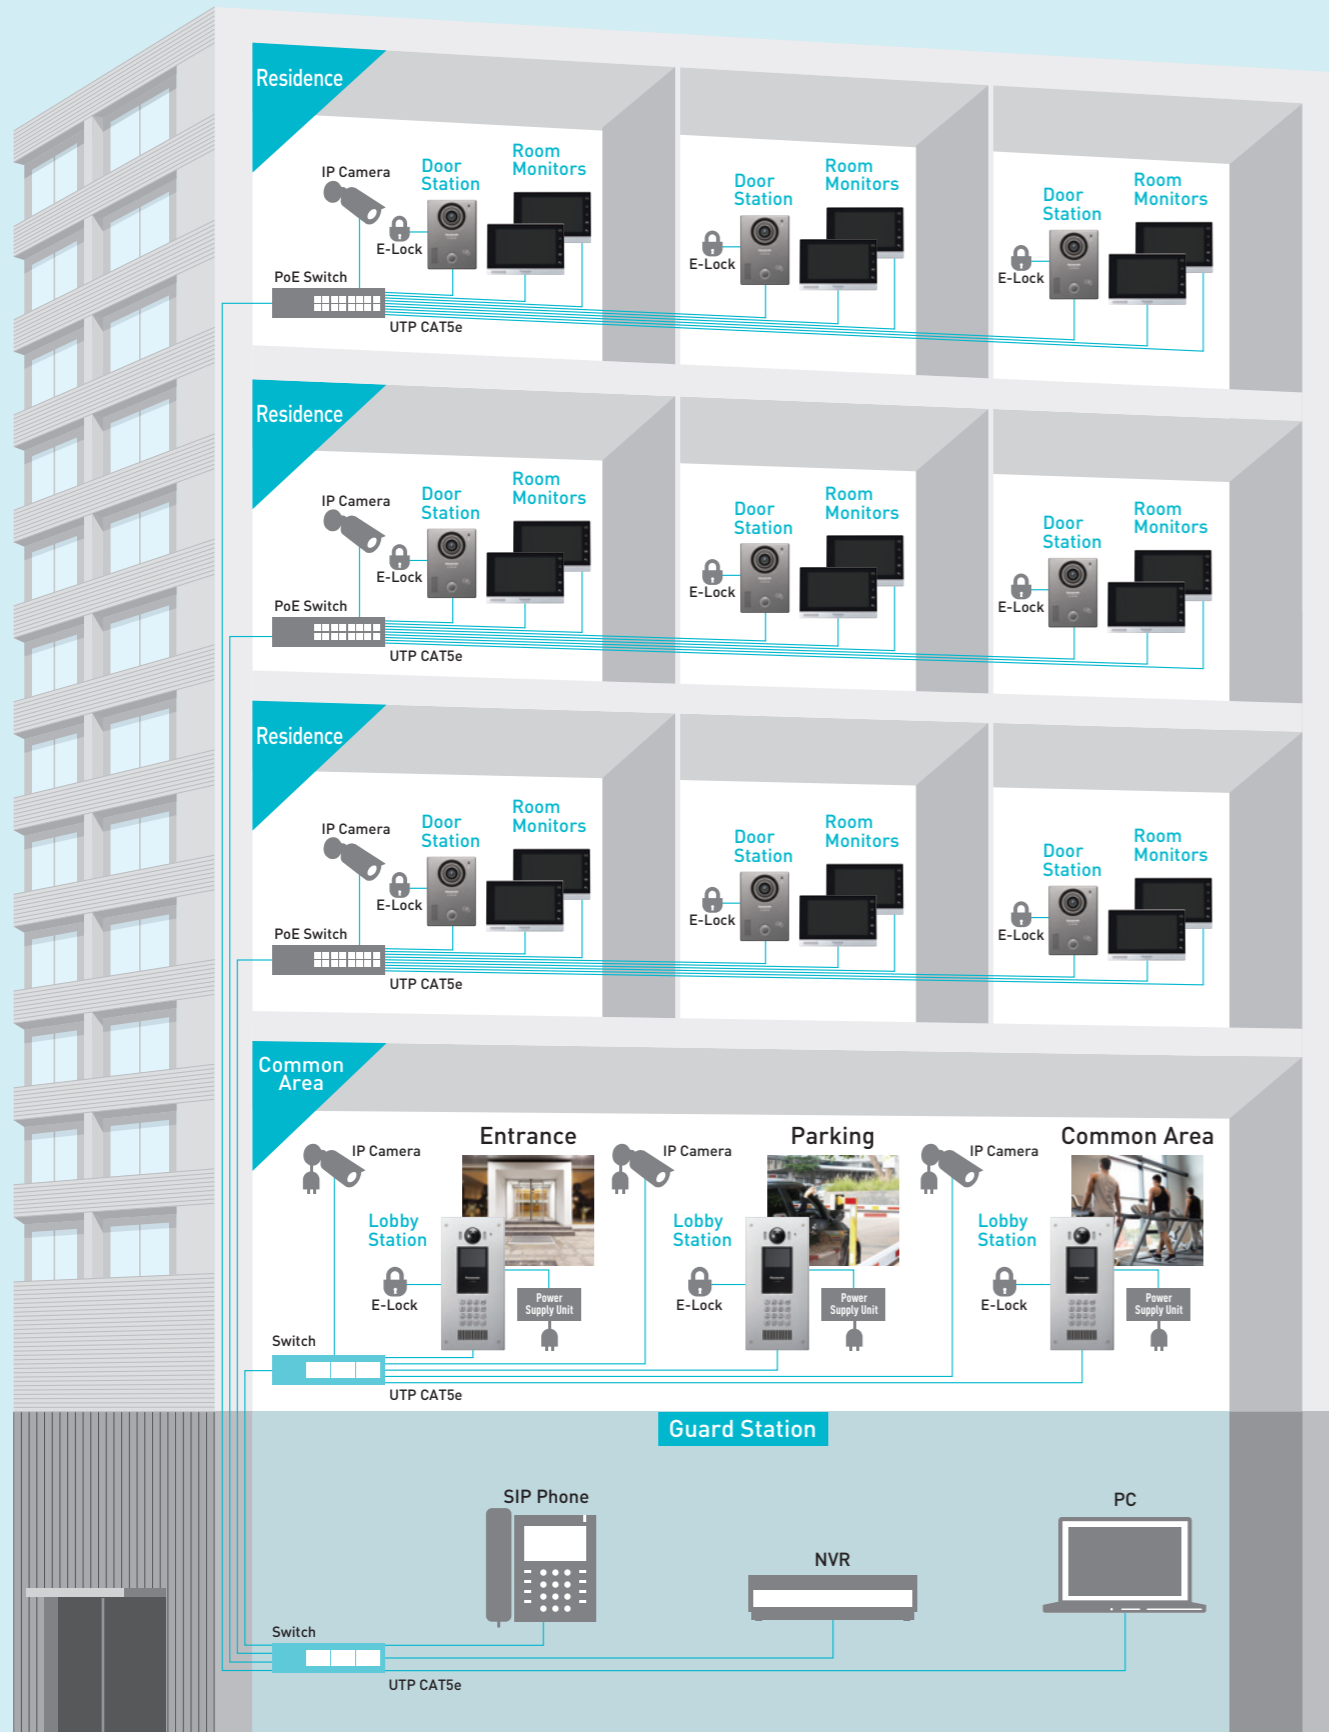 Residence
IP Camera
Door
Station
Room
Monitors
E-Lock
PoE Switch
UTP CAT5e
Door
Station
Room
Monitors
E-Lock
Door
Station
Room
Monitors
E-Lock
Residence
IP Camera
Door
Station
Room
Monitors
E-Lock
PoE Switch
UTP CAT5e
Door
Station
Room
Monitors
E-Lock
Door
Station
Room
Monitors
E-Lock
Residence
IP Camera
Door
Station
Room
Monitors
E-Lock
PoE Switch
UTP CAT5e
Door
Station
Room
Monitors
E-Lock
Door
Station
Room
Monitors
E-Lock
Common
Area
Entrance
IP Camera
Lobby
Station
E-Lock
Power
Supply Unit
Parking
IP Camera
Lobby
Station
E-Lock
Power
Supply Unit
Common Area
IP Camera
Lobby
Station
E-Lock
Power
Supply Unit
Switch
UTP CAT5e
Guard Station
SIP Phone
NVR
PC
Switch
UTP CAT5e